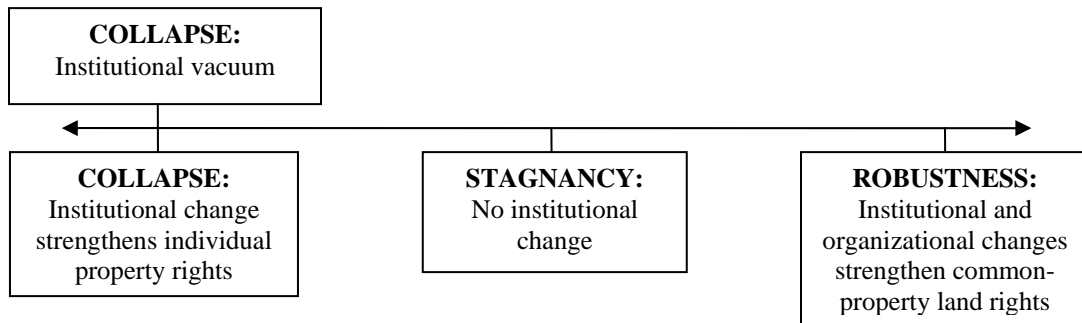 COLLAPSE:
Institutional vacuum
COLLAPSE:
Institutional change
strengthens individual
property rights
STAGNANCY:
No institutional
change
ROBUSTNESS:
Institutional and
organizational changes
strengthen common-
property land rights